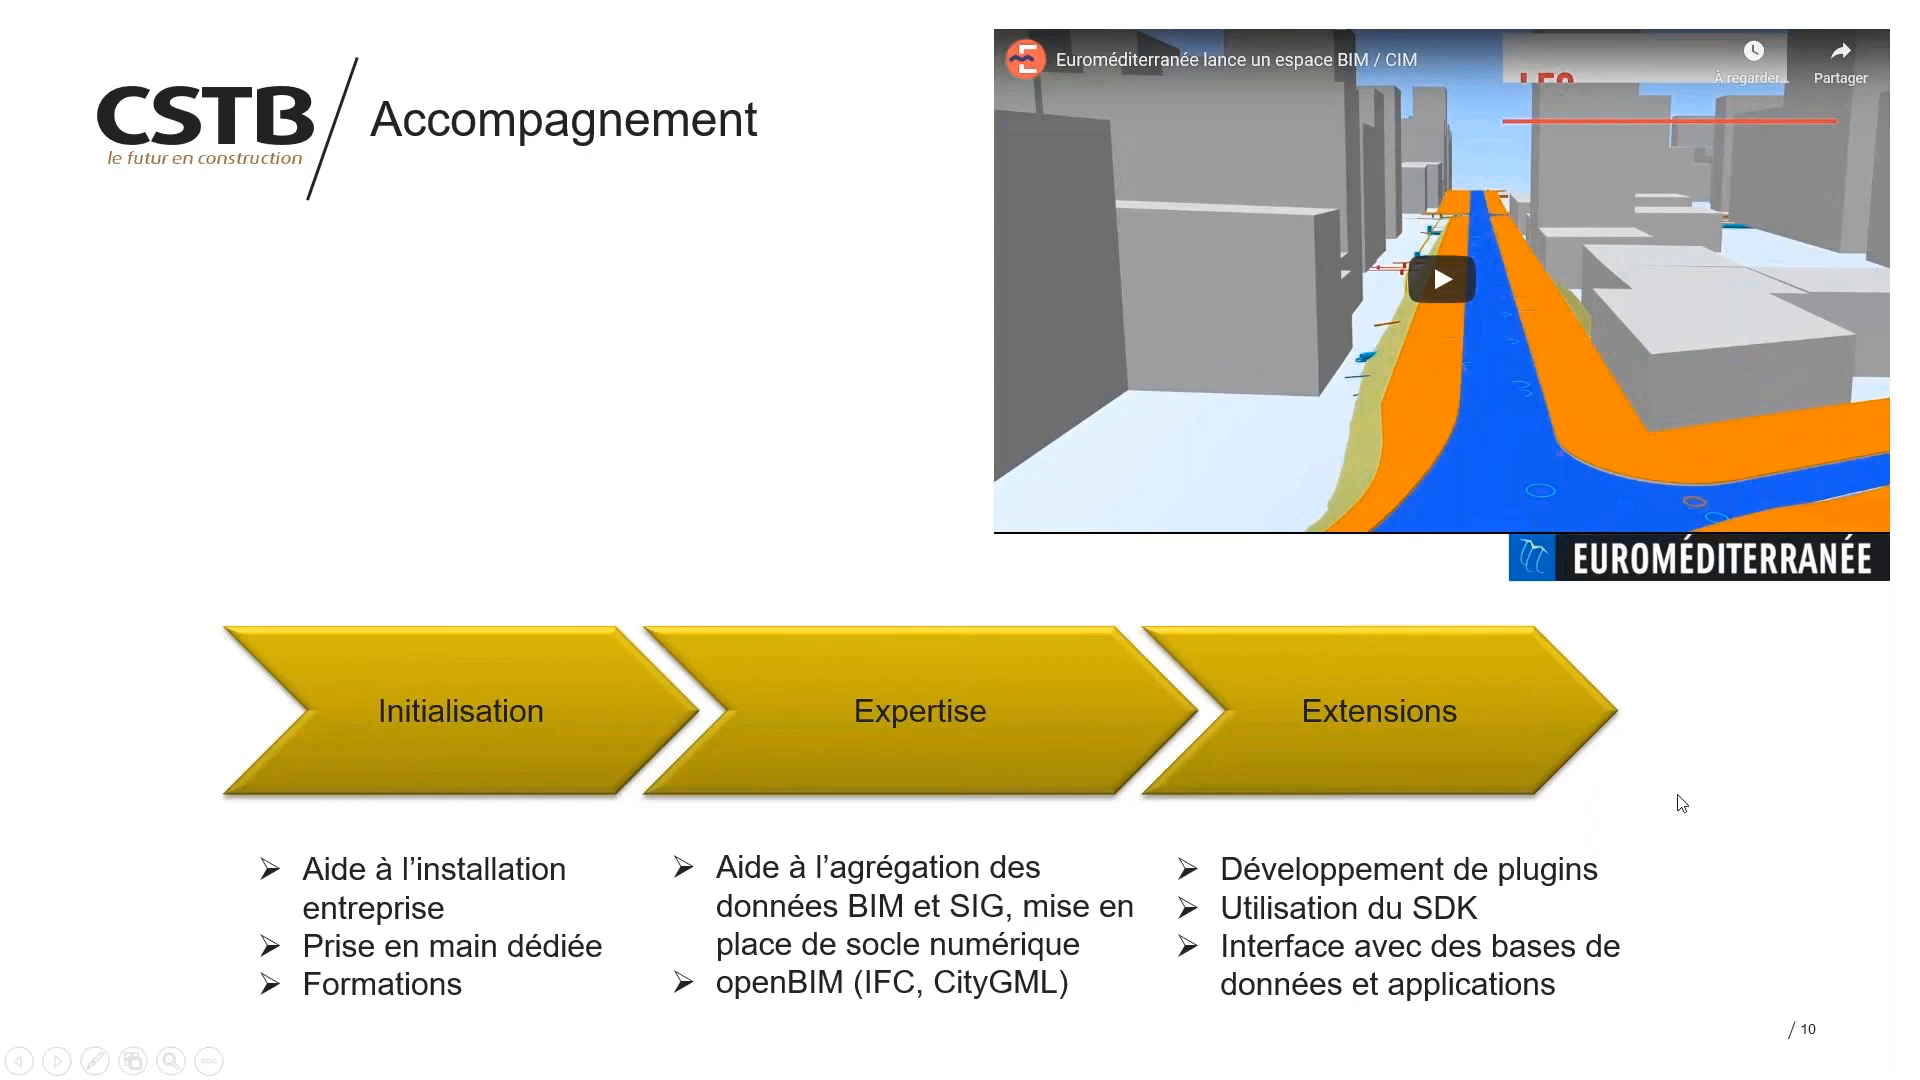 CSTB
le futur en construction
Accompagnement
Euroméditerranée lance un espace BIM / CIM
À regarder...
Partager
EUROMÉDITERRANÉE
Initialisation
Expertise
Extensions
➢ Aide à l’installation
entreprise
➢ Prise en main dédiée
➢ Formations
➢ Aide à l’agrégation des
données BIM et SIG, mise en
place de socle numérique
➢ openBIM (IFC, CityGML)
➢ Développement de plugins
➢ Utilisation du SDK
➢ Interface avec des bases de
données et applications
/ 10